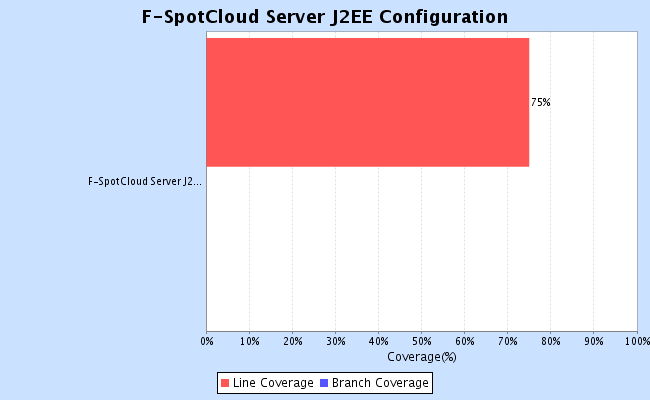 F-SpotCloud Server J2EE Configuration
75%
F-SpotCloud Server J2...
0% 10% 20% 30% 40% 50% 60% 70% 80% 90% 100%
Coverage(%)
Line Coverage Branch Coverage